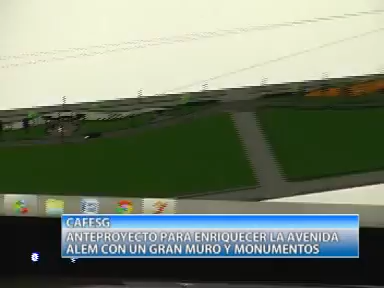 CAFESG
ANTEPROYECTO PARA ENRIQUECER LA AVENIDA
ALEM CON UN GRAN MURO Y MONUMENTOS